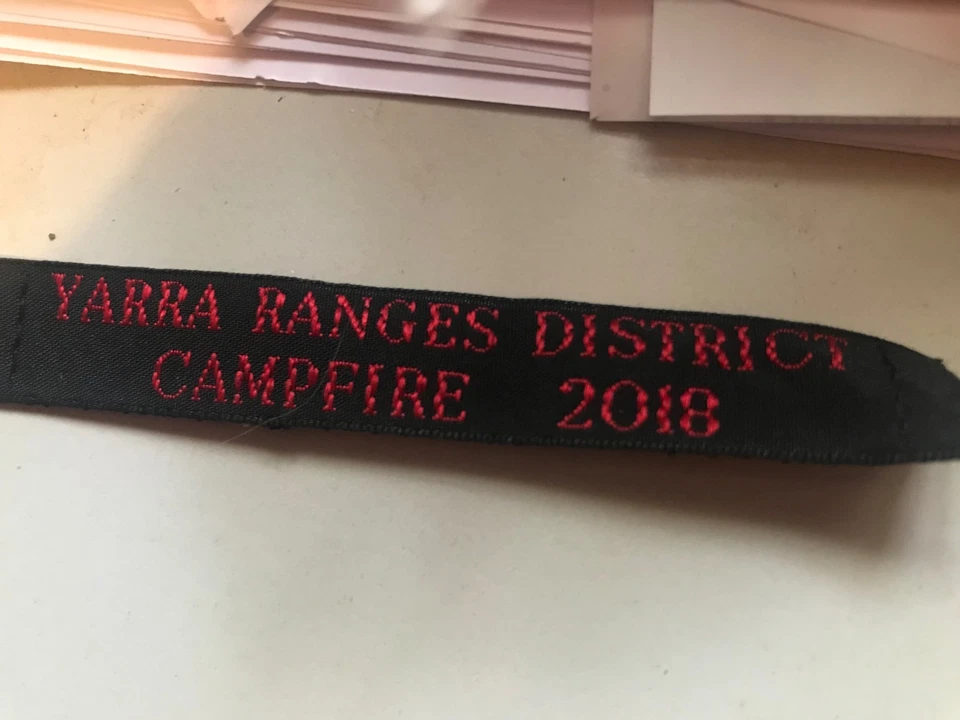 YARRA RANGES DISTRICT
CAMPFIRE 2018